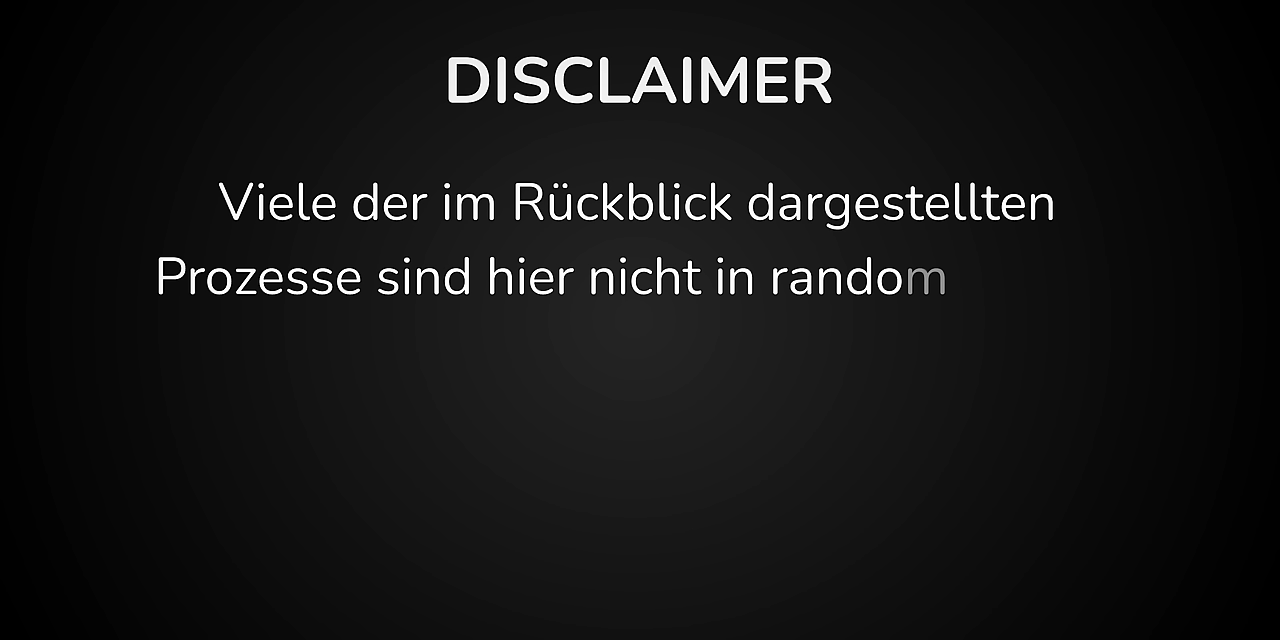 DISCLAIMER
Viele der im Rückblick dargestellten
Prozesse sind hier nicht in random